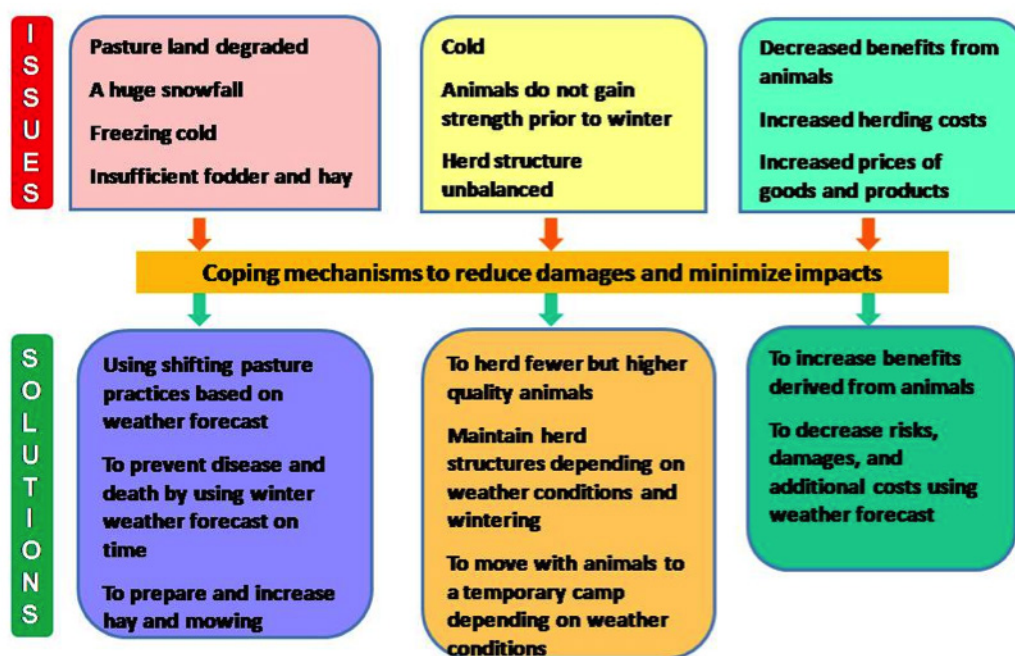 ISSUES
Pasture land degraded
A huge snowfall
Freezing cold
Insufficient fodder and hay
Cold
Animals do not gain
strength prior to winter
Herd structure
unbalanced
Decreased benefits from
animals
Increased herding costs
Increased prices of
goods and products
Coping mechanisms to reduce damages and minimize impacts
SOLUTIONS
Using shifting pasture
practices based on
weather forecast
To prevent disease and
death by using winter
weather forecast on
time
To prepare and increase
hay and mowing
To herd fewer but higher
quality animals
Maintain herd
structures depending on
weather conditions and
wintering
To move with animals to
a temporary camp
depending on weather
conditions
To increase benefits
derived from animals
To decrease risks,
damages, and
additional costs using
weather forecast